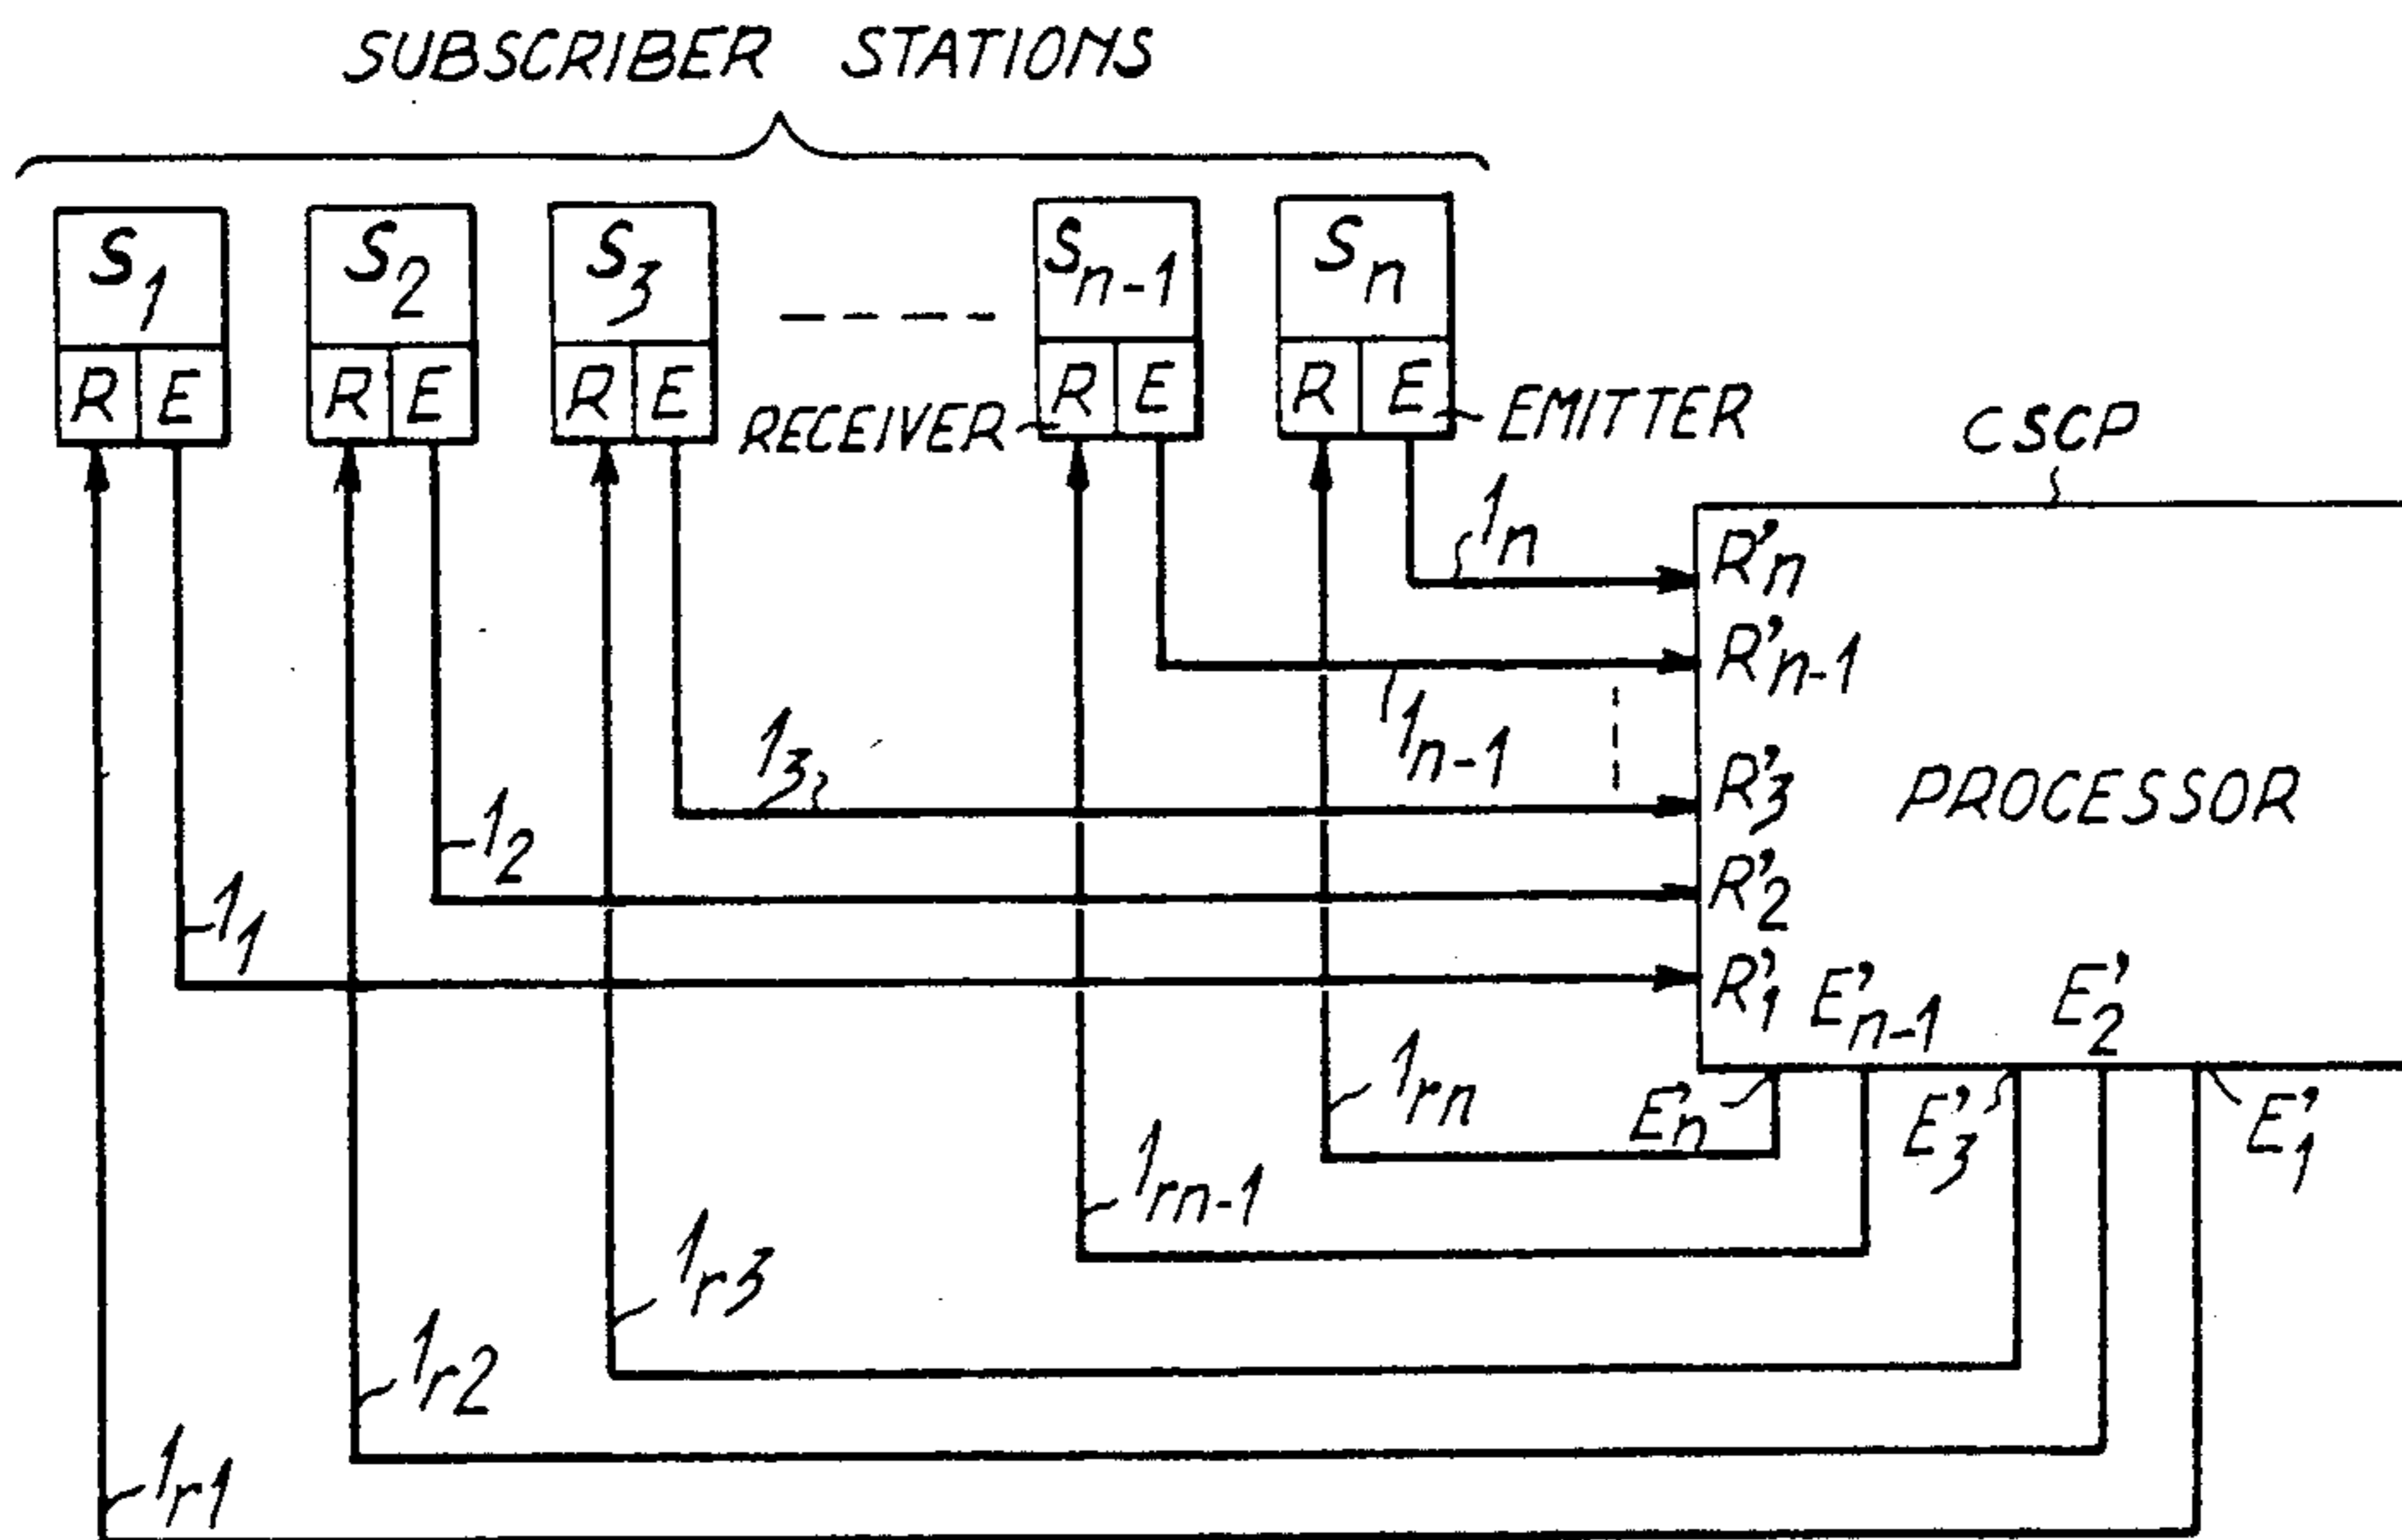 SUBSCRIBER STATIONS
S1 S2 S3 Sn-1 Sn
R E R E R E R E R E
RECEIVER EMITTER
CSCP
1n R'n
R'n-1
1n-1
13 R'3
PROCESSOR
12 R'2
11 R'1
E'n-1 E'2
1rn E'n E'3 E'1
1rn-1
1r3
1r2
1r1